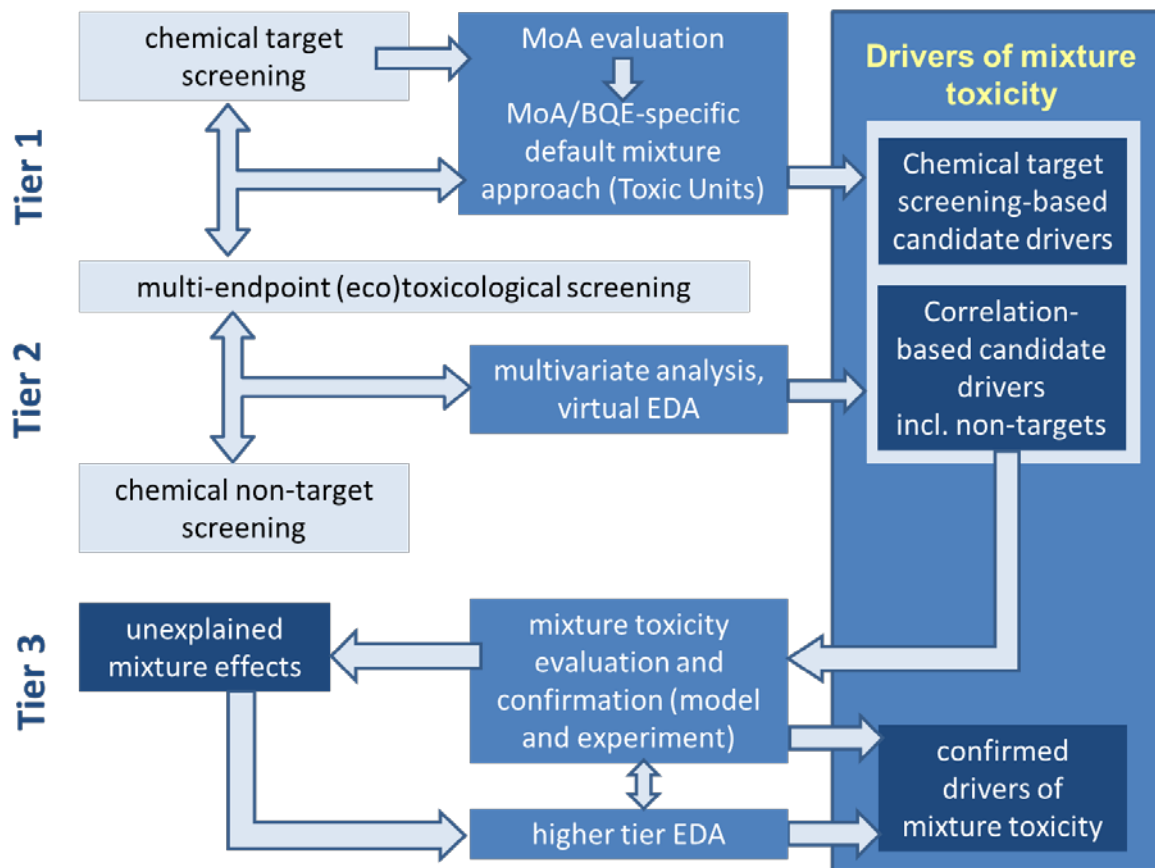 Tier 1
chemical target
screening
MoA evaluation
MoA/BQE-specific
default mixture
approach (Toxic Units)
Drivers of mixture
toxicity
Chemical target
screening-based
candidate drivers
multi-endpoint (eco)toxicological screening
Tier 2
multivariate analysis,
virtual EDA
Correlation-
based candidate
drivers
incl. non-targets
chemical non-target
screening
Tier 3
unexplained
mixture effects
mixture toxicity
evaluation and
confirmation (model
and experiment)
higher tier EDA
confirmed
drivers of
mixture toxicity